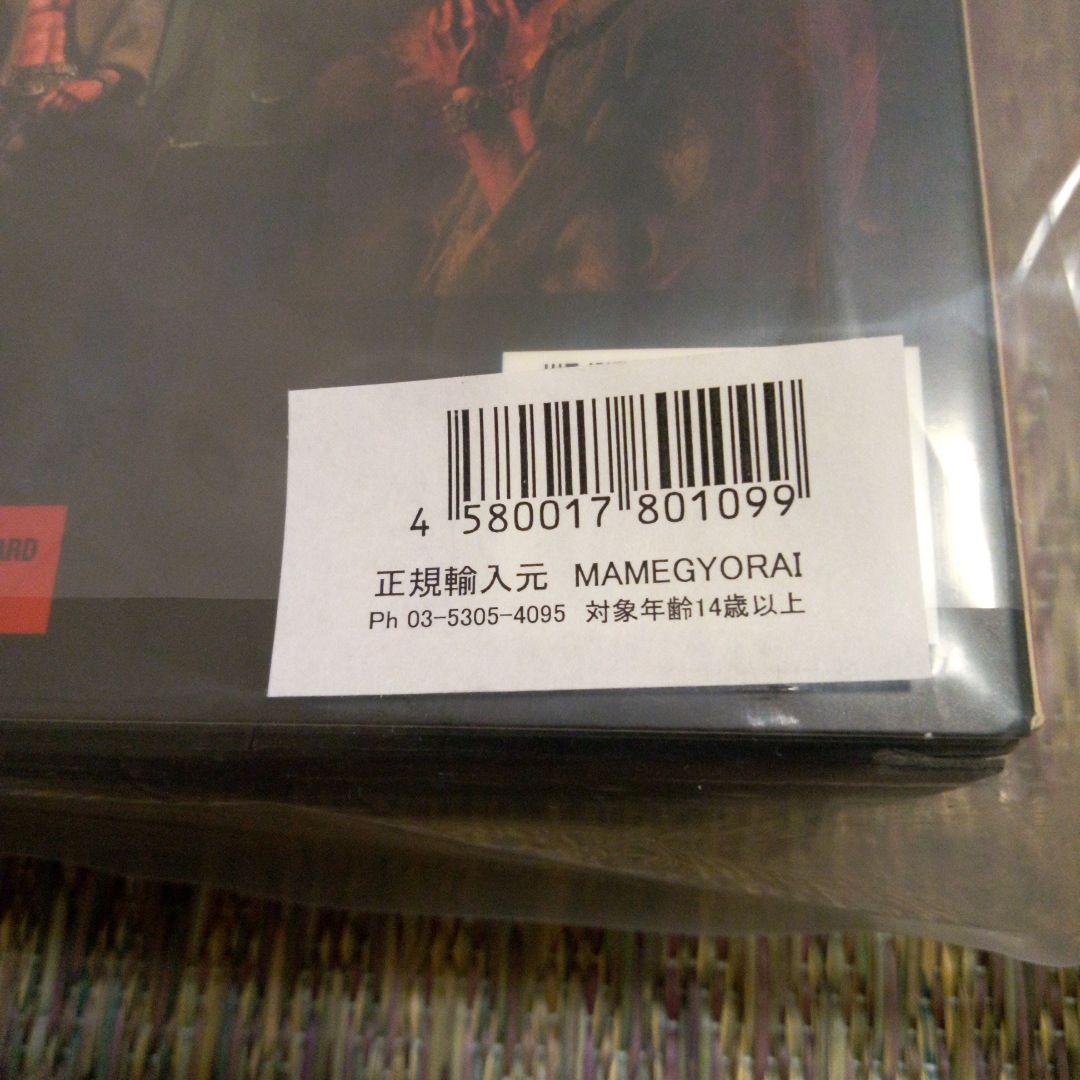 4 580017 801099
正規輸入元 MAMEGYORAI
Ph 03-5305-4095 対象年齢14歳以上
ARD